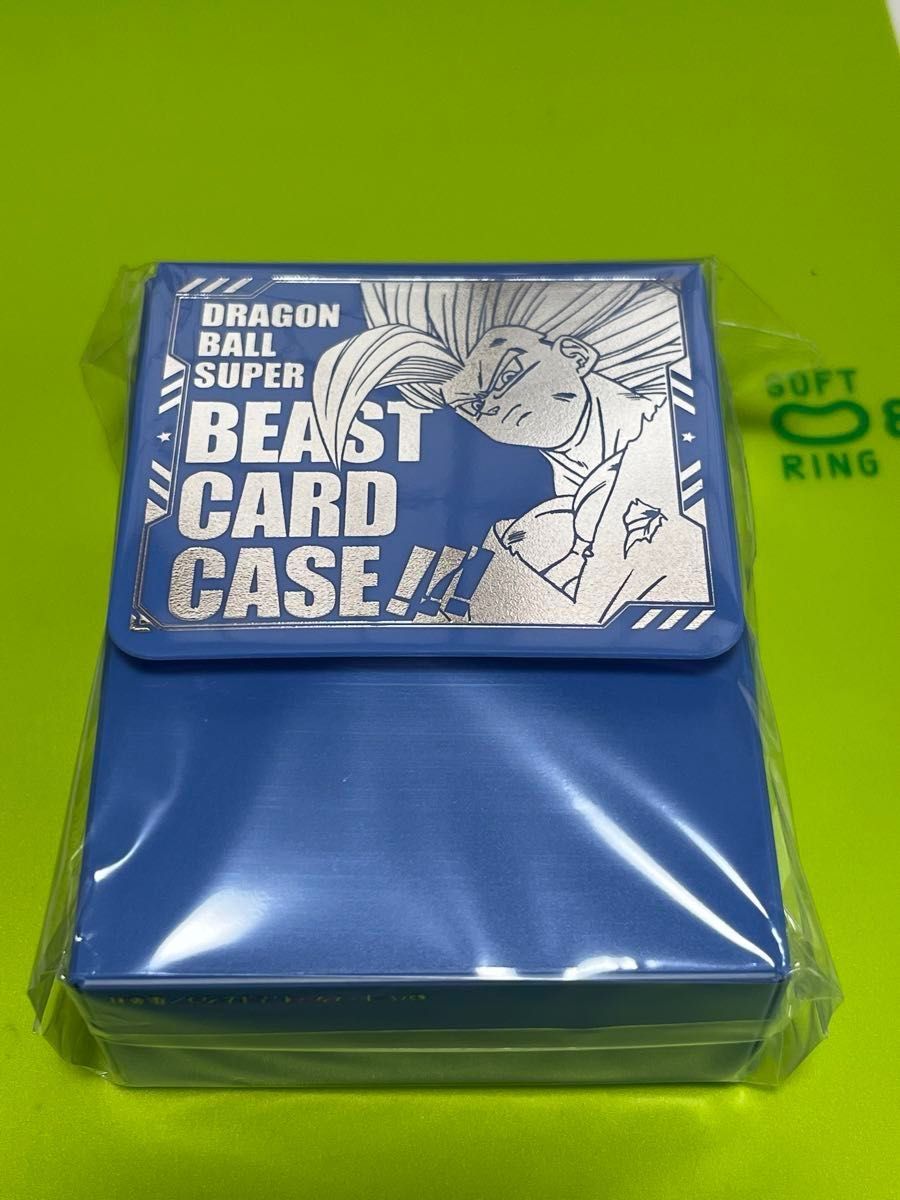 DRAGON
BALL
SUPER
BEAST
CARD
CASE!!!
SOFT
RING